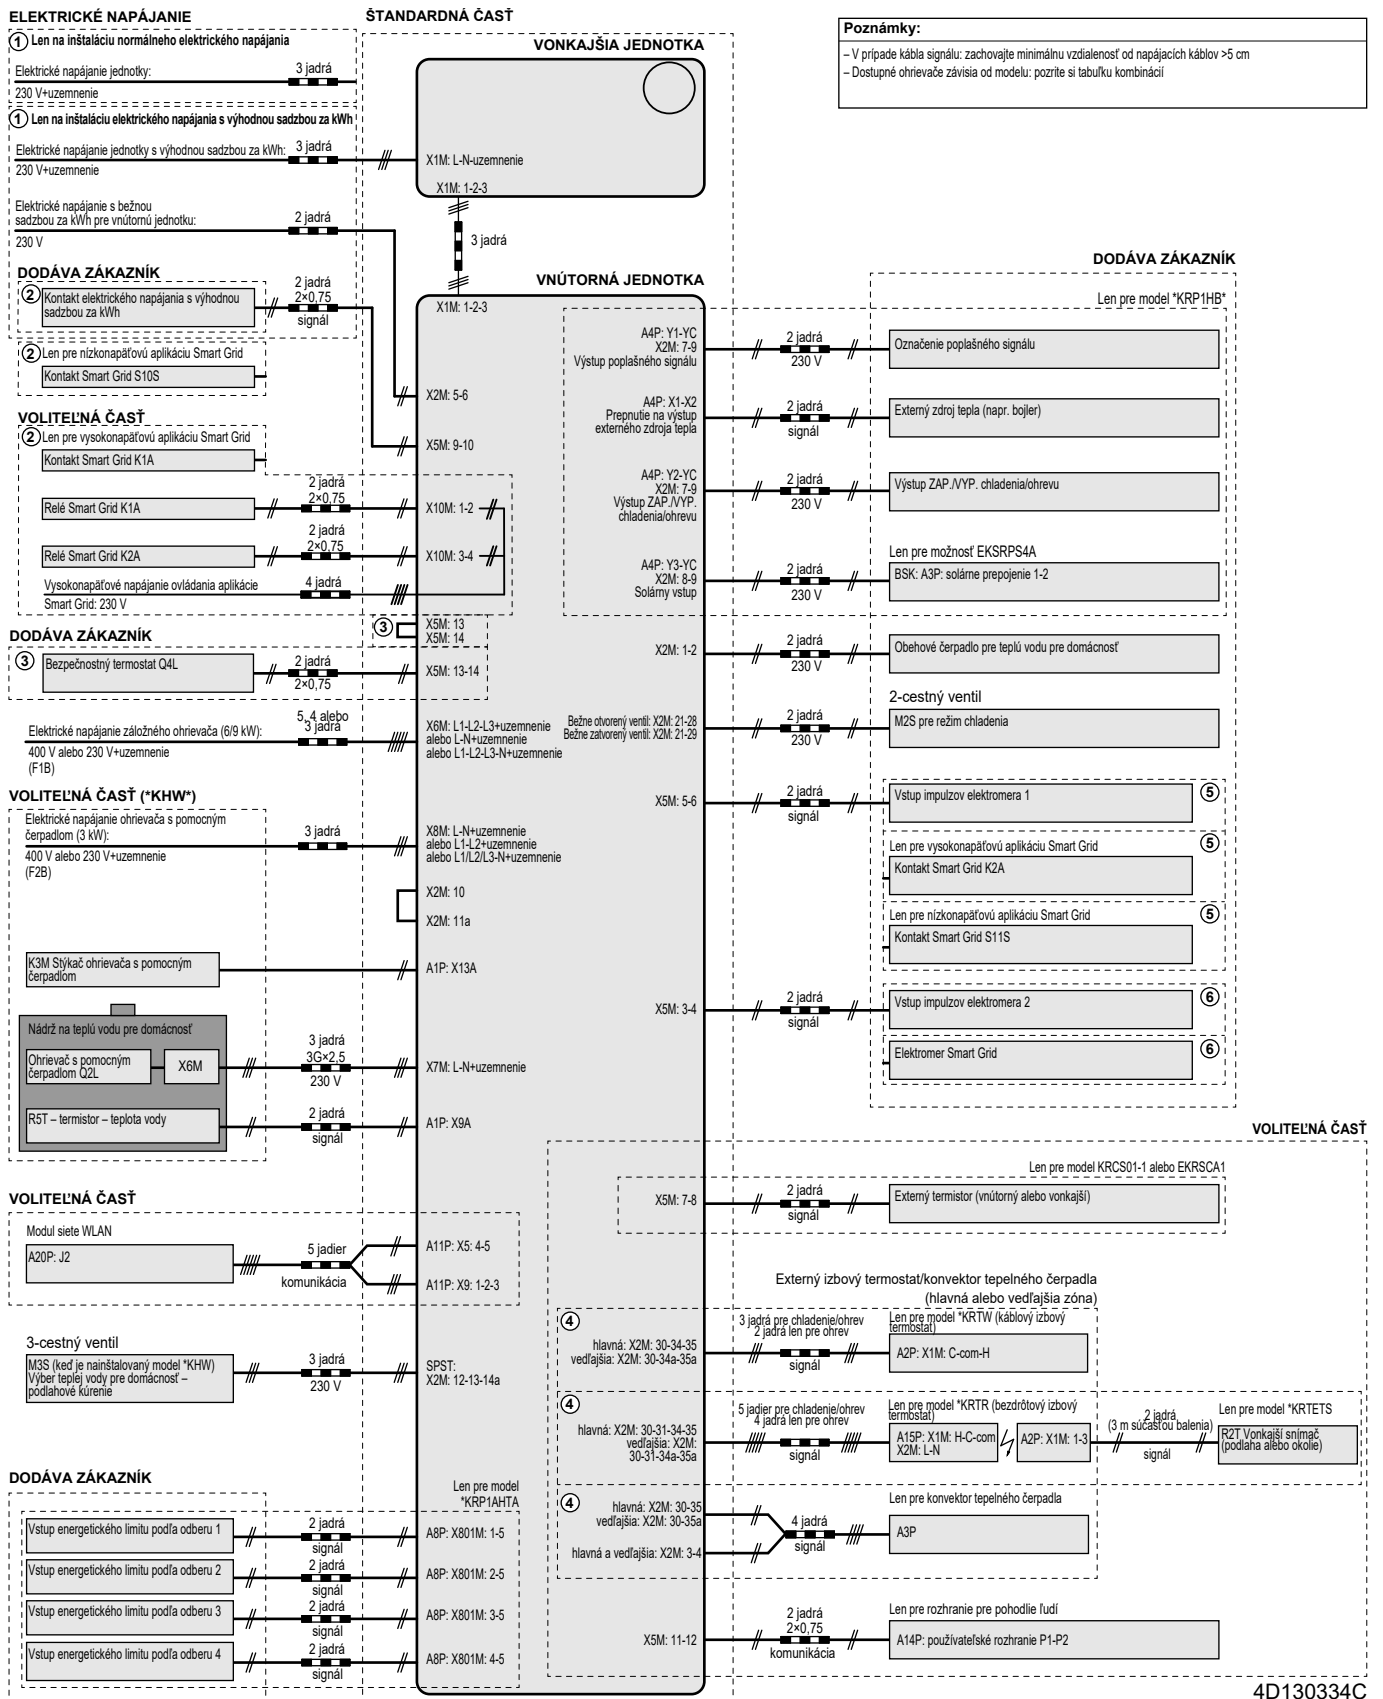 ELEKTRICKÉ NAPÁJANIE
① Len na inštaláciu normálneho elektrického napájania
Elektrické napájanie jednotky:
3 jadrá
230 V+uzemnenie
① Len na inštaláciu elektrického napájania s výhodnou sadzbou za kWh
Elektrické napájanie jednotky s výhodnou sadzbou za kWh:
3 jadrá
230 V+uzemnenie
Elektrické napájanie s bežnou
sadzbou za kWh pre vnútornú jednotku:
2 jadrá
230 V
DODÁVA ZÁKAZNÍK
② Kontakt elektrického napájania s výhodnou
sadzbou za kWh
2 jadrá
2×0,75
signál
② Len pre nízkonapäťovú aplikáciu Smart Grid
Kontakt Smart Grid S10S
VOLITEĽNÁ ČASŤ
② Len pre vysokonapäťovú aplikáciu Smart Grid
Kontakt Smart Grid K1A
Relé Smart Grid K1A
2 jadrá
2×0,75
Relé Smart Grid K2A
2 jadrá
2×0,75
Vysokonapäťové napájanie ovládania aplikácie
Smart Grid: 230 V
4 jadrá
DODÁVA ZÁKAZNÍK
③ Bezpečnostný termostat Q4L
2 jadrá
2×0,75
Elektrické napájanie záložného ohrievača (6/9 kW):
5, 4 alebo
3 jadrá
400 V alebo 230 V+uzemnenie
(F1B)
VOLITEĽNÁ ČASŤ (*KHW*)
Elektrické napájanie ohrievača s pomocným
čerpadlom (3 kW):
3 jadrá
400 V alebo 230 V+uzemnenie
(F2B)
K3M Stýkač ohrievača s pomocným
čerpadlom
Nádrž na teplú vodu pre domácnosť
Ohrievač s pomocným
čerpadlom Q2L
X6M
3 jadrá
3G×2,5
230 V
R5T – termistor – teplota vody
2 jadrá
signál
VOLITEĽNÁ ČASŤ
Modul siete WLAN
A20P: J2
5 jadier
komunikácia
3-cestný ventil
M3S (keď je nainštalovaný model *KHW)
Výber teplej vody pre domácnosť –
podlahové kúrenie
3 jadrá
230 V
DODÁVA ZÁKAZNÍK
Vstup energetického limitu podľa odberu 1
2 jadrá
signál
Vstup energetického limitu podľa odberu 2
2 jadrá
signál
Vstup energetického limitu podľa odberu 3
2 jadrá
signál
Vstup energetického limitu podľa odberu 4
2 jadrá
signál
ŠTANDARDNÁ ČASŤ
VONKAJŠIA JEDNOTKA
X1M: L-N-uzemnenie
X1M: 1-2-3
3 jadrá
VNÚTORNÁ JEDNOTKA
X1M: 1-2-3
X2M: 5-6
X5M: 9-10
X10M: 1-2
X10M: 3-4
③
X5M: 13
X5M: 14
X5M: 13-14
X6M: L1-L2-L3+uzemnenie
alebo L-N+uzemnenie
alebo L1-L2-L3-N+uzemnenie
X8M: L-N+uzemnenie
alebo L1-L2+uzemnenie
alebo L1/L2/L3-N+uzemnenie
X2M: 10
X2M: 11a
A1P: X13A
X7M: L-N+uzemnenie
A1P: X9A
A11P: X5: 4-5
A11P: X9: 1-2-3
SPST:
X2M: 12-13-14a
Len pre model
*KRP1AHTA
A8P: X801M: 1-5
A8P: X801M: 2-5
A8P: X801M: 3-5
A8P: X801M: 4-5
Poznámky:
– V prípade kábla signálu: zachovajte minimálnu vzdialenosť od napájacích káblov >5 cm
– Dostupné ohrievače závisia od modelu: pozrite si tabuľku kombinácií
DODÁVA ZÁKAZNÍK
Len pre model *KRP1HB*
A4P: Y1-YC
X2M: 7-9
Výstup poplašného signálu
2 jadrá
230 V
Označenie poplašného signálu
A4P: X1-X2
Prepnutie na výstup
externého zdroja tepla
2 jadrá
signál
Externý zdroj tepla (napr. bojler)
A4P: Y2-YC
X2M: 7-9
Výstup ZAP./VYP.
chladenia/ohrevu
2 jadrá
230 V
Výstup ZAP./VYP. chladenia/ohrevu
Len pre možnosť EKSRPS4A
A4P: Y3-YC
X2M: 8-9
Solárny vstup
2 jadrá
230 V
BSK: A3P: solárne prepojenie 1-2
X2M: 1-2
2 jadrá
230 V
Obehové čerpadlo pre teplú vodu pre domácnosť
2-cestný ventil
Bežne otvorený ventil: X2M: 21-28
Bežne zatvorený ventil: X2M: 21-29
2 jadrá
230 V
M2S pre režim chladenia
X5M: 5-6
2 jadrá
signál
Vstup impulzov elektromera 1
⑤
Len pre vysokonapäťovú aplikáciu Smart Grid
⑤
Kontakt Smart Grid K2A
Len pre nízkonapäťovú aplikáciu Smart Grid
⑤
Kontakt Smart Grid S11S
X5M: 3-4
2 jadrá
signál
Vstup impulzov elektromera 2
⑥
Elektromer Smart Grid
⑥
VOLITEĽNÁ ČASŤ
Len pre model KRCS01-1 alebo EKRSCA1
X5M: 7-8
2 jadrá
signál
Externý termistor (vnútorný alebo vonkajší)
Externý izbový termostat/konvektor tepelného čerpadla
(hlavná alebo vedľajšia zóna)
④
hlavná: X2M: 30-34-35
vedľajšia: X2M: 30-34a-35a
3 jadrá pre chladenie/ohrev
2 jadrá len pre ohrev
signál
Len pre model *KRTW (káblový izbový
termostat)
A2P: X1M: C-com-H
④
hlavná: X2M: 30-31-34-35
vedľajšia: X2M:
30-31-34a-35a
5 jadier pre chladenie/ohrev
4 jadrá len pre ohrev
signál
Len pre model *KRTR (bezdrôtový izbový
termostat)
A15P: X1M: H-C-com
X2M: L-N
A2P: X1M: 1-3
2 jadrá
(3 m súčasťou balenia)
signál
Len pre model *KRTETS
R2T Vonkajší snímač
(podlaha alebo okolie)
④
hlavná: X2M: 30-35
vedľajšia: X2M: 30-35a
hlavná a vedľajšia: X2M: 3-4
4 jadrá
signál
Len pre konvektor tepelného čerpadla
A3P
X5M: 11-12
2 jadrá
2×0,75
komunikácia
Len pre rozhranie pre pohodlie ľudí
A14P: používateľské rozhranie P1-P2
4D130334C